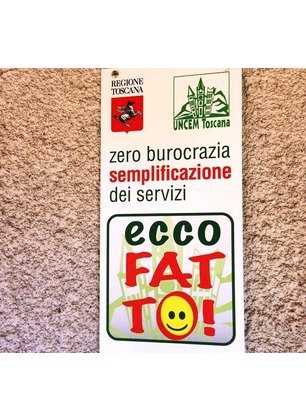 REGIONE
TOSCANA
UNCEM Toscana
zero burocrazia
semplificazione
dei servizi
ecco
FAT
TO!